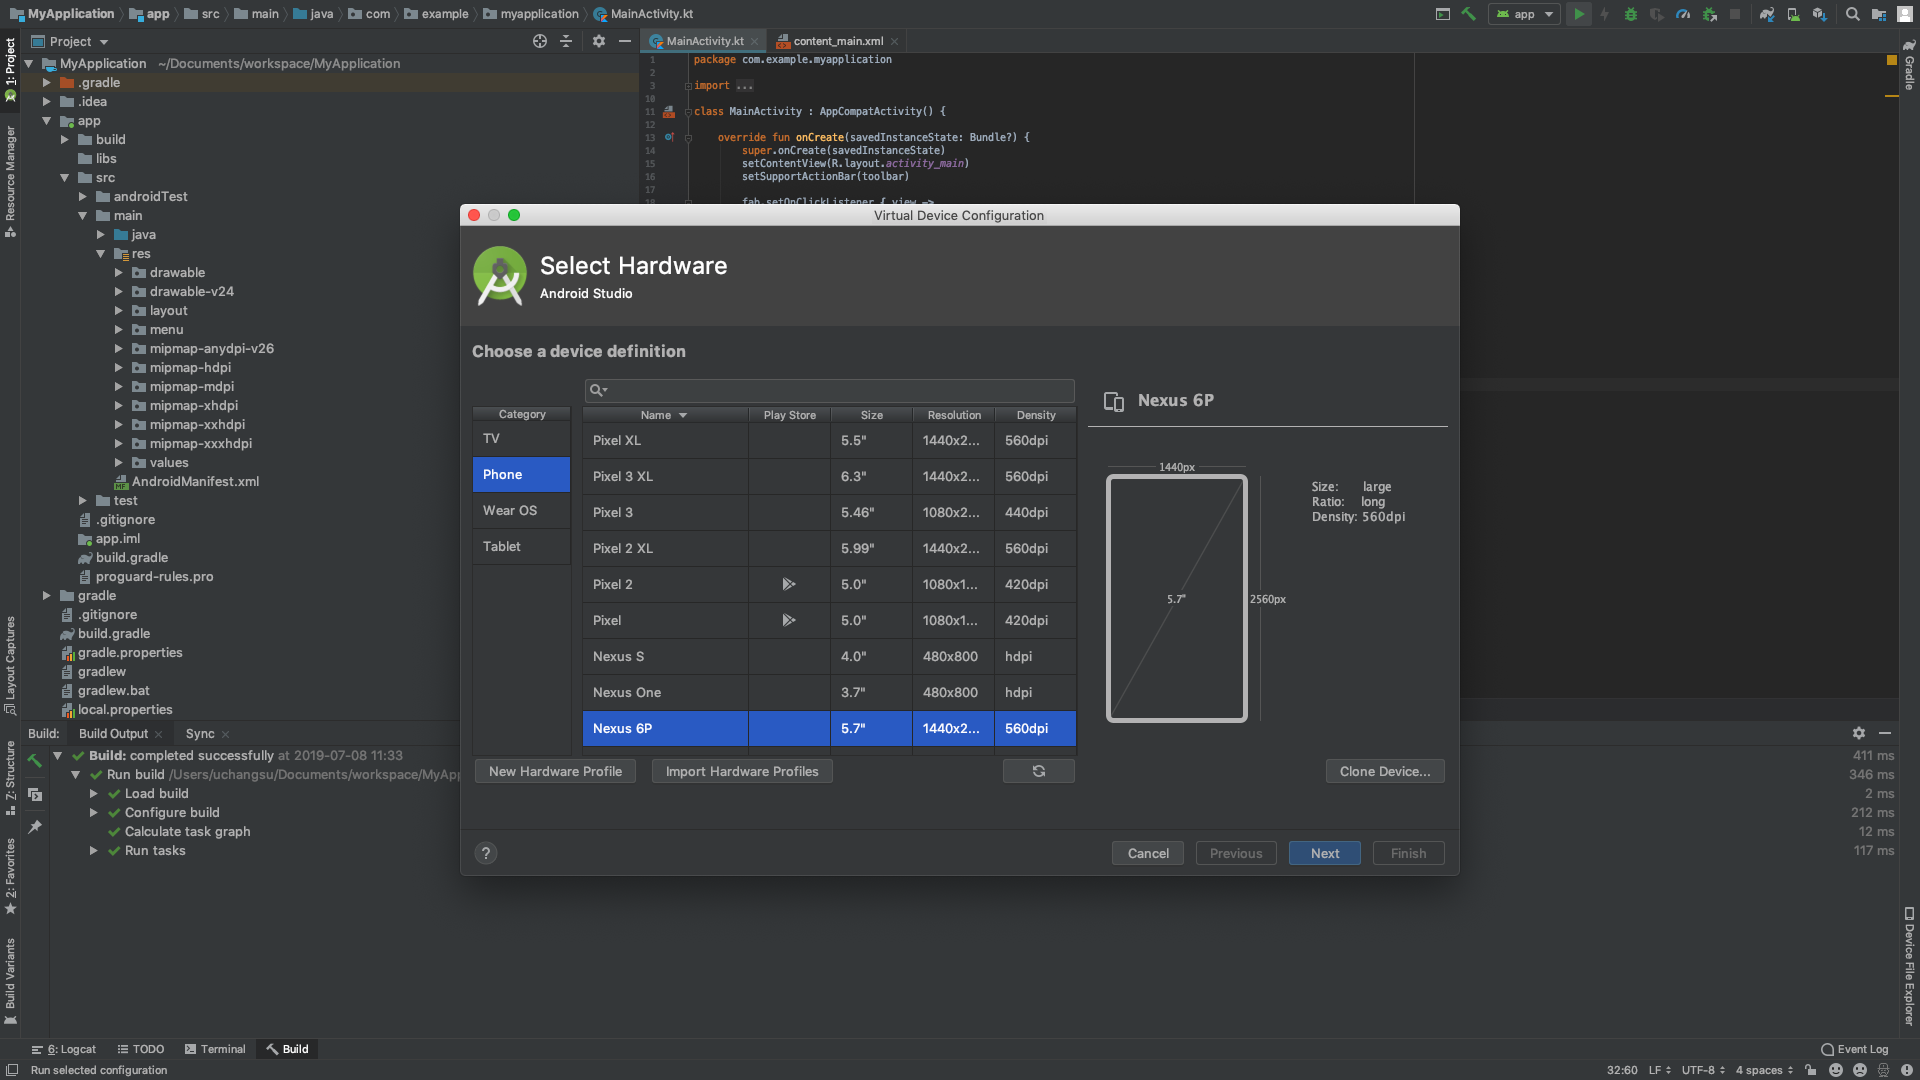 MyApplication
app
src
main
java
com
example
myapplication
MainActivity.kt
app
Project
MainActivity.kt
content_main.xml
1: Project
Resource Manager
Layout Captures
Z: Structure
2: Favorites
Build Variants
Gradle
Device File Explorer
MyApplication ~/Documents/workspace/MyApplication
.gradle
.idea
app
build
libs
src
androidTest
main
java
res
drawable
drawable-v24
layout
menu
mipmap-anydpi-v26
mipmap-hdpi
mipmap-mdpi
mipmap-xhdpi
mipmap-xxhdpi
mipmap-xxxhdpi
values
AndroidManifest.xml
test
.gitignore
app.iml
build.gradle
proguard-rules.pro
gradle
.gitignore
build.gradle
gradle.properties
gradlew
gradlew.bat
local.properties
1 package com.example.myapplication
2
3 import ...
10
11 class MainActivity : AppCompatActivity() {
12
13 override fun onCreate(savedInstanceState: Bundle?) {
14 super.onCreate(savedInstanceState)
15 setContentView(R.layout.activity_main)
16 setSupportActionBar(toolbar)
17
18 fab.setOnClickListener { view ->
Virtual Device Configuration
Select Hardware
Android Studio
Choose a device definition
Category
TV
Phone
Wear OS
Tablet
Name Play Store Size Resolution Density
Pixel XL 5.5" 1440x2... 560dpi
Pixel 3 XL 6.3" 1440x2... 560dpi
Pixel 3 5.46" 1080x2... 440dpi
Pixel 2 XL 5.99" 1440x2... 560dpi
Pixel 2 5.0" 1080x1... 420dpi
Pixel 5.0" 1080x1... 420dpi
Nexus S 4.0" 480x800 hdpi
Nexus One 3.7" 480x800 hdpi
Nexus 6P 5.7" 1440x2... 560dpi
Nexus 6P
1440px
5.7"
2560px
Size: large
Ratio: long
Density: 560dpi
New Hardware Profile
Import Hardware Profiles
Clone Device...
?
Cancel
Previous
Next
Finish
Build: Build Output Sync
Build: completed successfully at 2019-07-08 11:33 411 ms
Run build /Users/uchangsu/Documents/workspace/MyApp 346 ms
Load build 2 ms
Configure build 212 ms
Calculate task graph 12 ms
Run tasks 117 ms
6: Logcat
TODO
Terminal
Build
Event Log
Run selected configuration
32:60 LF UTF-8 4 spaces